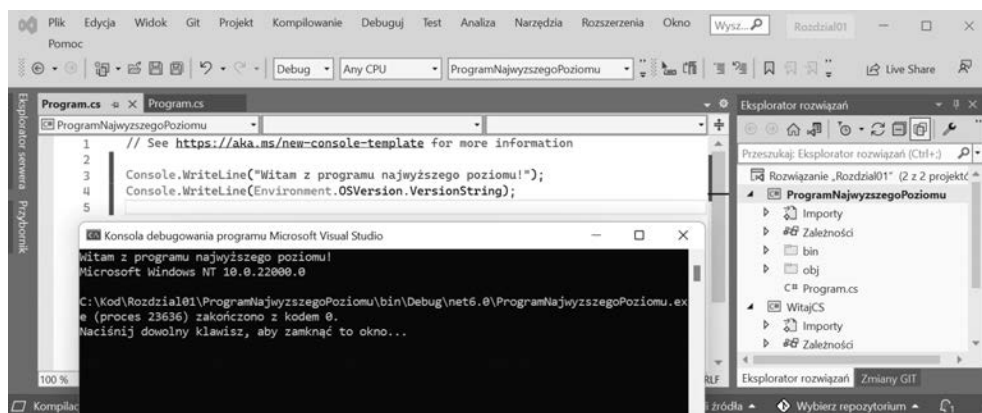 Plik Edycja Widok Git Projekt Kompilowanie Debuguj Test Analiza Narzędzia Rozszerzenia Okno Wysz... Rozdzial01
Pomoc
Debug Any CPU ProgramNajwyzszegoPoziomu Live Share
Eksplorator serwera
Przybornik
Program.cs Program.cs
ProgramNajwyzszegoPoziomu
1 // See https://aka.ms/new-console-template for more information
2
3 Console.WriteLine("Witam z programu najwyższego poziomu!");
4 Console.WriteLine(Environment.OSVersion.VersionString);
5
Konsola debugowania programu Microsoft Visual Studio
Witam z programu najwyższego poziomu!
Microsoft Windows NT 10.0.22000.0
C:\Kod\Rozdzial01\ProgramNajwyzszegoPoziomu\bin\Debug\net6.0\ProgramNajwyzszegoPoziomu.ex
e (proces 23636) zakończono z kodem 0.
Naciśnij dowolny klawisz, aby zamknąć to okno...
100 %
RLF
Eksplorator rozwiązań
Przeszukaj: Eksplorator rozwiązań (Ctrl+;)
Rozwiązanie „Rozdzial01" (2 z 2 projektó
ProgramNajwyzszegoPoziomu
Importy
Zależności
bin
obj
C# Program.cs
C# WitajCS
Importy
Zależności
Eksplorator rozwiązań Zmiany GIT
Kompilac
i źródła Wybierz repozytorium